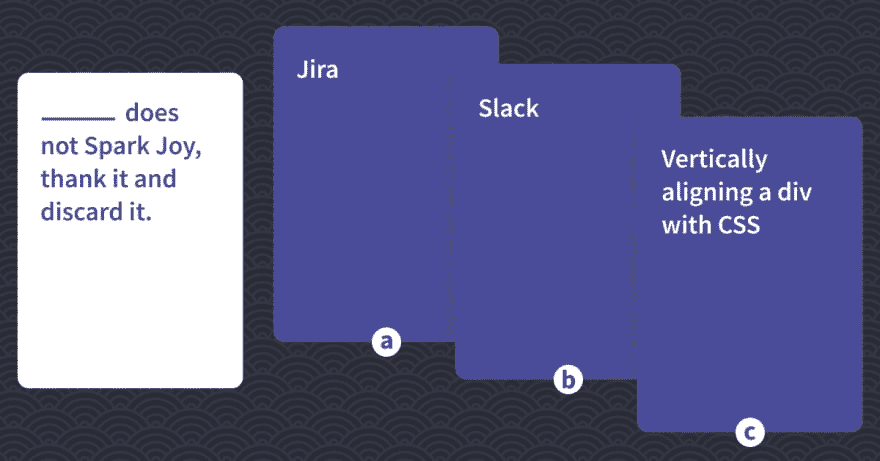 ______ does
not Spark Joy,
thank it and
discard it.
Jira
a
Slack
b
Vertically
aligning a div
with CSS
c